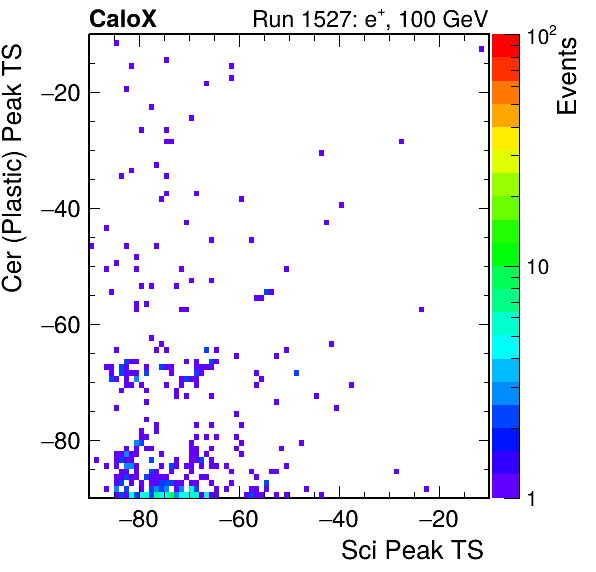 CaloX Run 1527: e⁺, 100 GeV
Cer (Plastic) Peak TS
−20
−40
−60
−80
−80 −60 −40 −20
Sci Peak TS
10²
10
1
Events